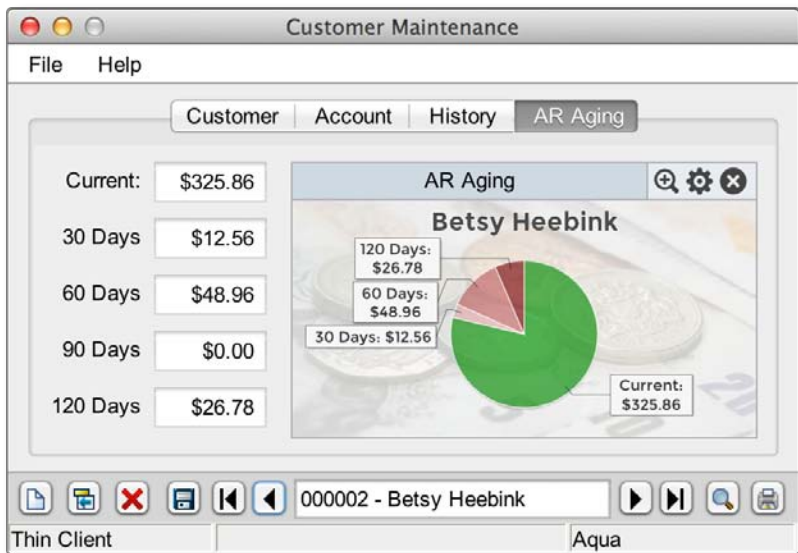 Customer Maintenance
File Help
Customer Account History AR Aging
Current: $325.86
30 Days $12.56
60 Days $48.96
90 Days $0.00
120 Days $26.78
AR Aging
Betsy Heebink
120 Days:
$26.78
60 Days:
$48.96
30 Days: $12.56
Current:
$325.86
000002 - Betsy Heebink
Thin Client Aqua